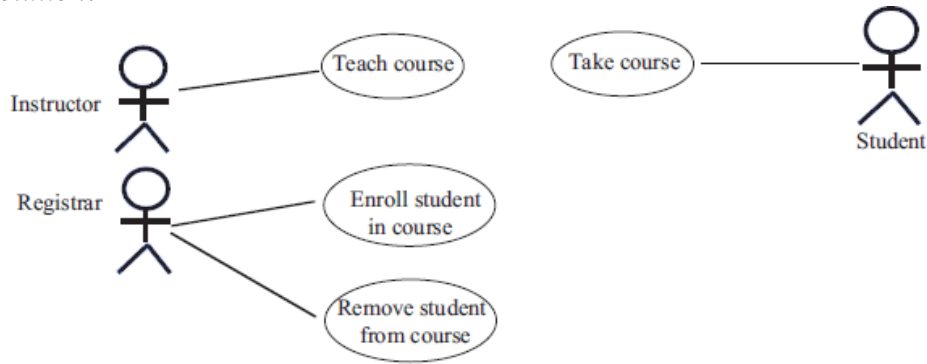 Teach course
Take course
Instructor
Student
Registrar
Enroll student
in course
Remove student
from course